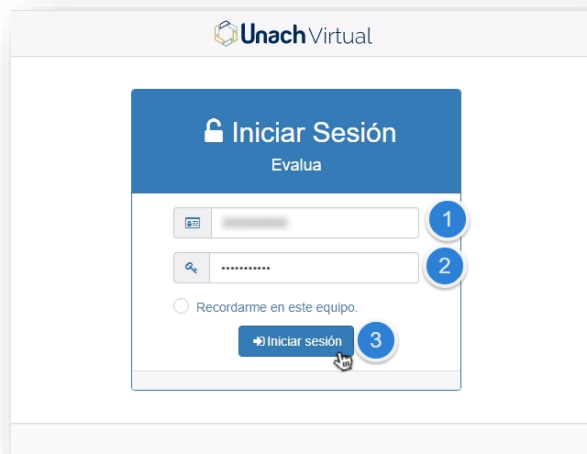 Unach Virtual
Iniciar Sesión
Evalua
1
2
Recordarme en este equipo.
Iniciar sesión
3